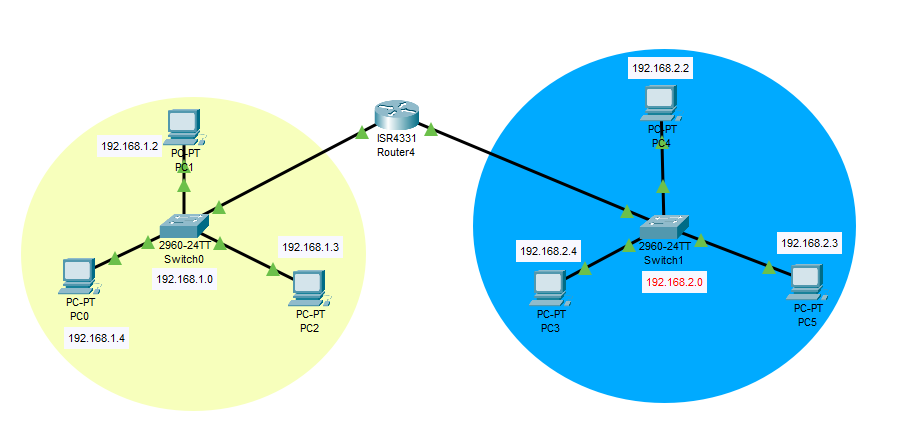 192.168.1.2
PC-PT
PC1
2960-24TT
Switch0
192.168.1.0
PC-PT
PC0
192.168.1.4
192.168.1.3
PC-PT
PC2
ISR4331
Router4
192.168.2.2
PC-PT
PC4
2960-24TT
Switch1
192.168.2.0
192.168.2.4
PC-PT
PC3
192.168.2.3
PC-PT
PC5